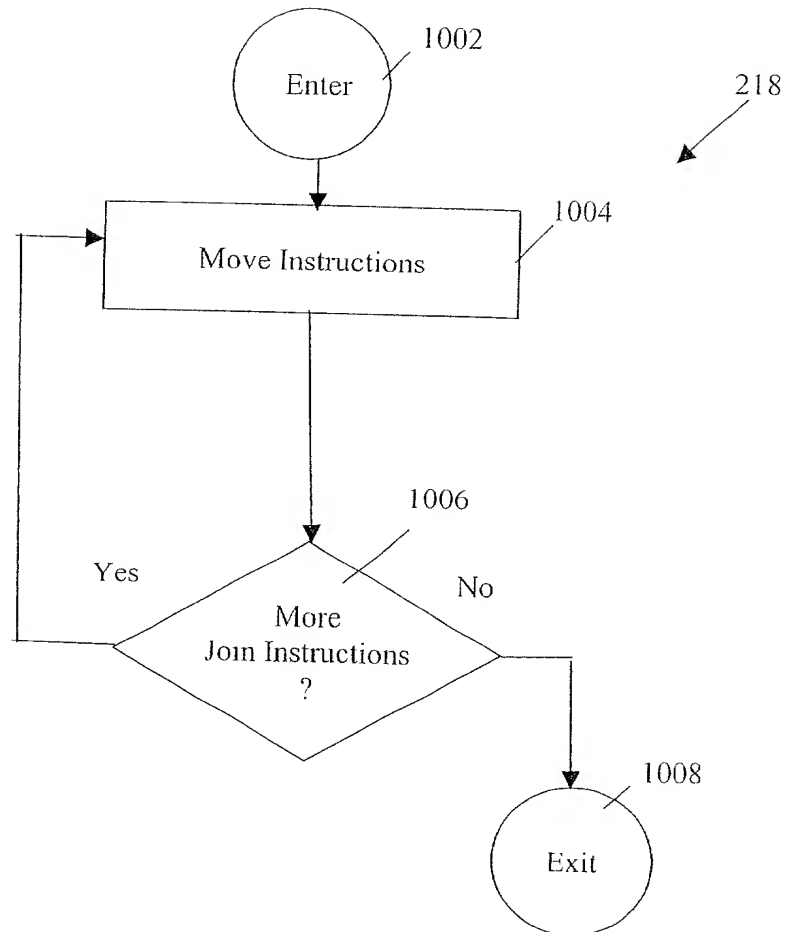 1002
Enter
218
1004
Move Instructions
1006
Yes
No
More
Join Instructions
?
1008
Exit